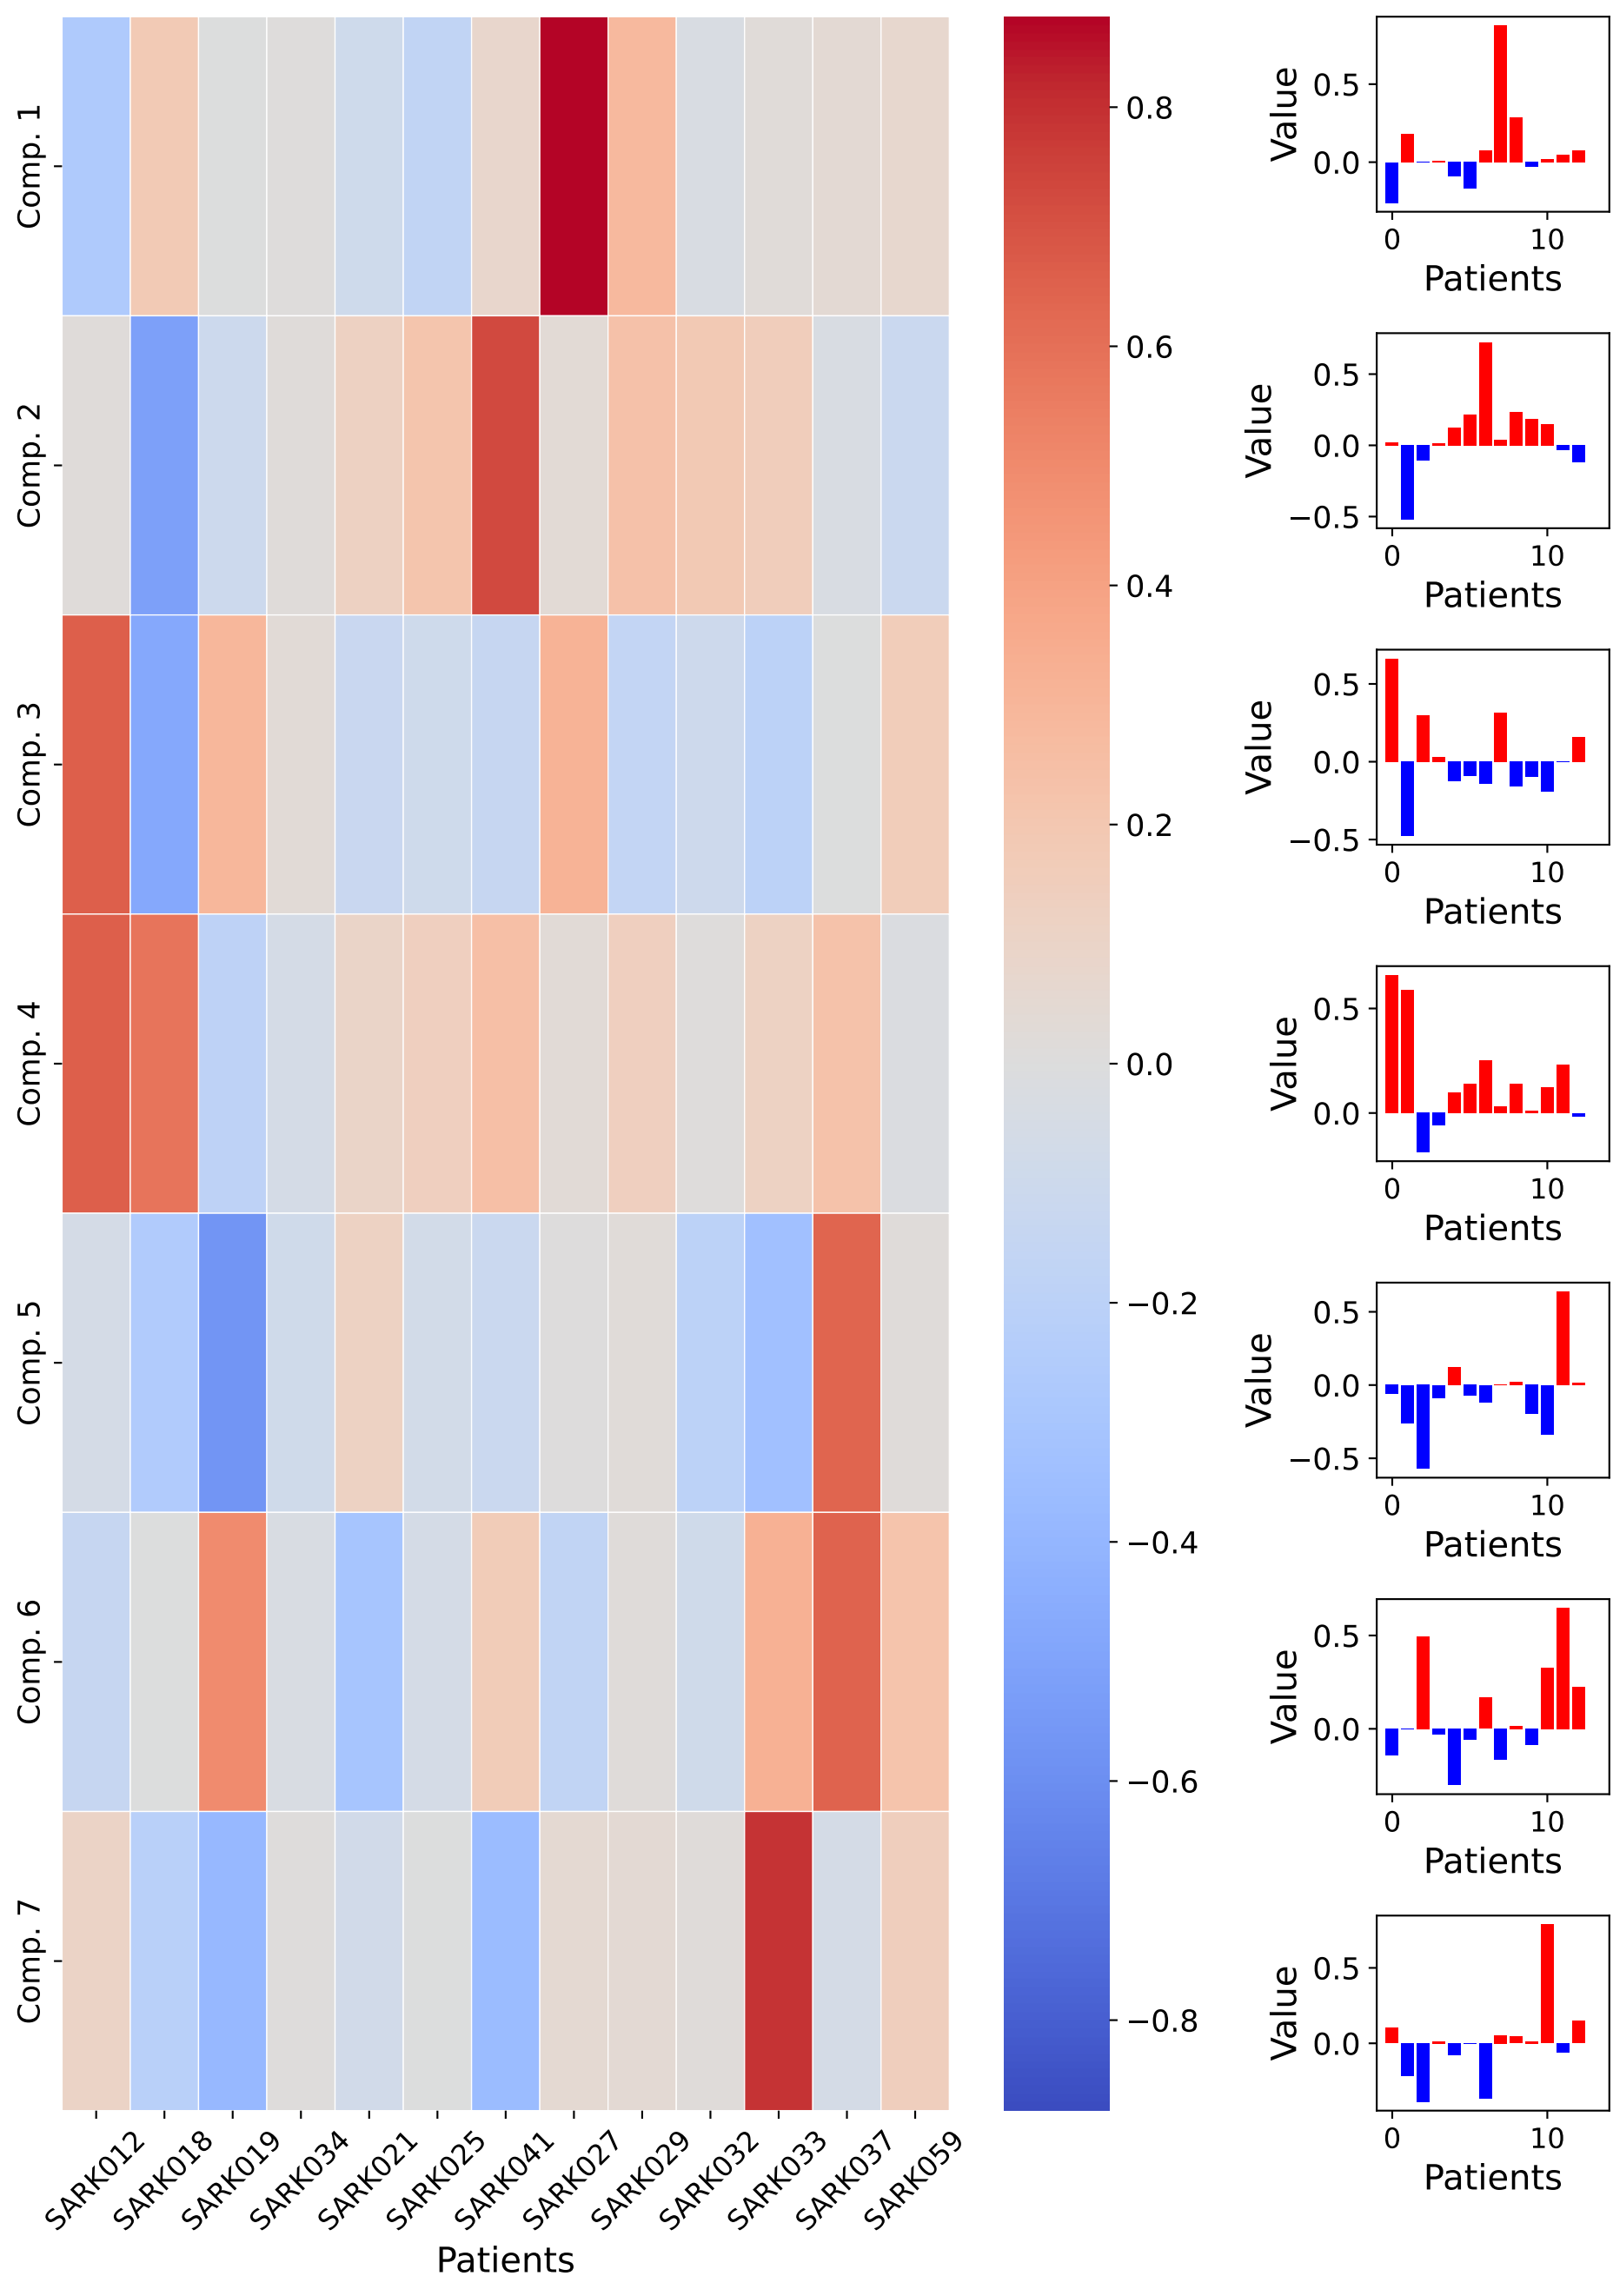 Comp. 1
Comp. 2
Comp. 3
Comp. 4
Comp. 5
Comp. 6
Comp. 7
SARK012
SARK018
SARK019
SARK034
SARK021
SARK025
SARK041
SARK027
SARK029
SARK032
SARK033
SARK037
SARK059
Patients
0.8
0.6
0.4
0.2
0.0
−0.2
−0.4
−0.6
−0.8
Value
0.5
0.0
0 10
Patients
Value
0.5
0.0
−0.5
0 10
Patients
Value
0.5
0.0
−0.5
0 10
Patients
Value
0.5
0.0
0 10
Patients
Value
0.5
0.0
−0.5
0 10
Patients
Value
0.5
0.0
0 10
Patients
Value
0.5
0.0
0 10
Patients